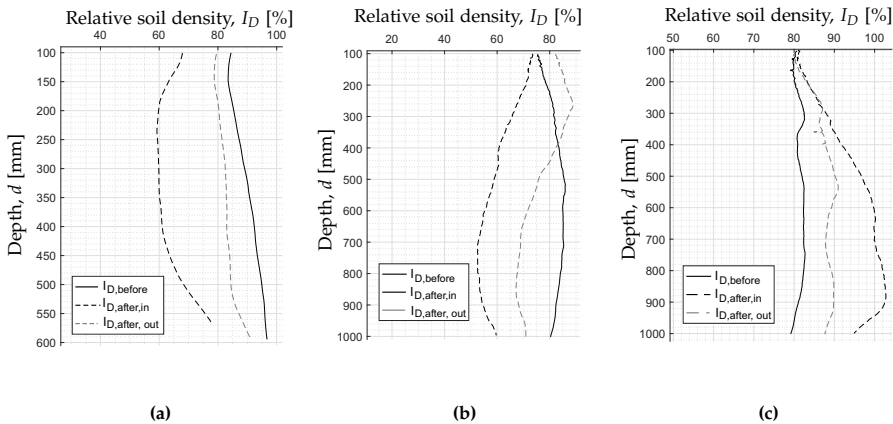 Relative soil density, I_D [%]
40 60 80 100
100
150
200
250
300
350
400
450
500
550
600
Depth, d [mm]
I_D,before
I_D,after,in
I_D,after, out
(a)
Relative soil density, I_D [%]
20 40 60 80
100
200
300
400
500
600
700
800
900
1000
Depth, d [mm]
I_D,before
I_D,after,in
I_D,after, out
(b)
Relative soil density, I_D [%]
50 60 70 80 90 100
100
200
300
400
500
600
700
800
900
1000
Depth, d [mm]
I_D,before
I_D,after,in
I_D,after, out
(c)